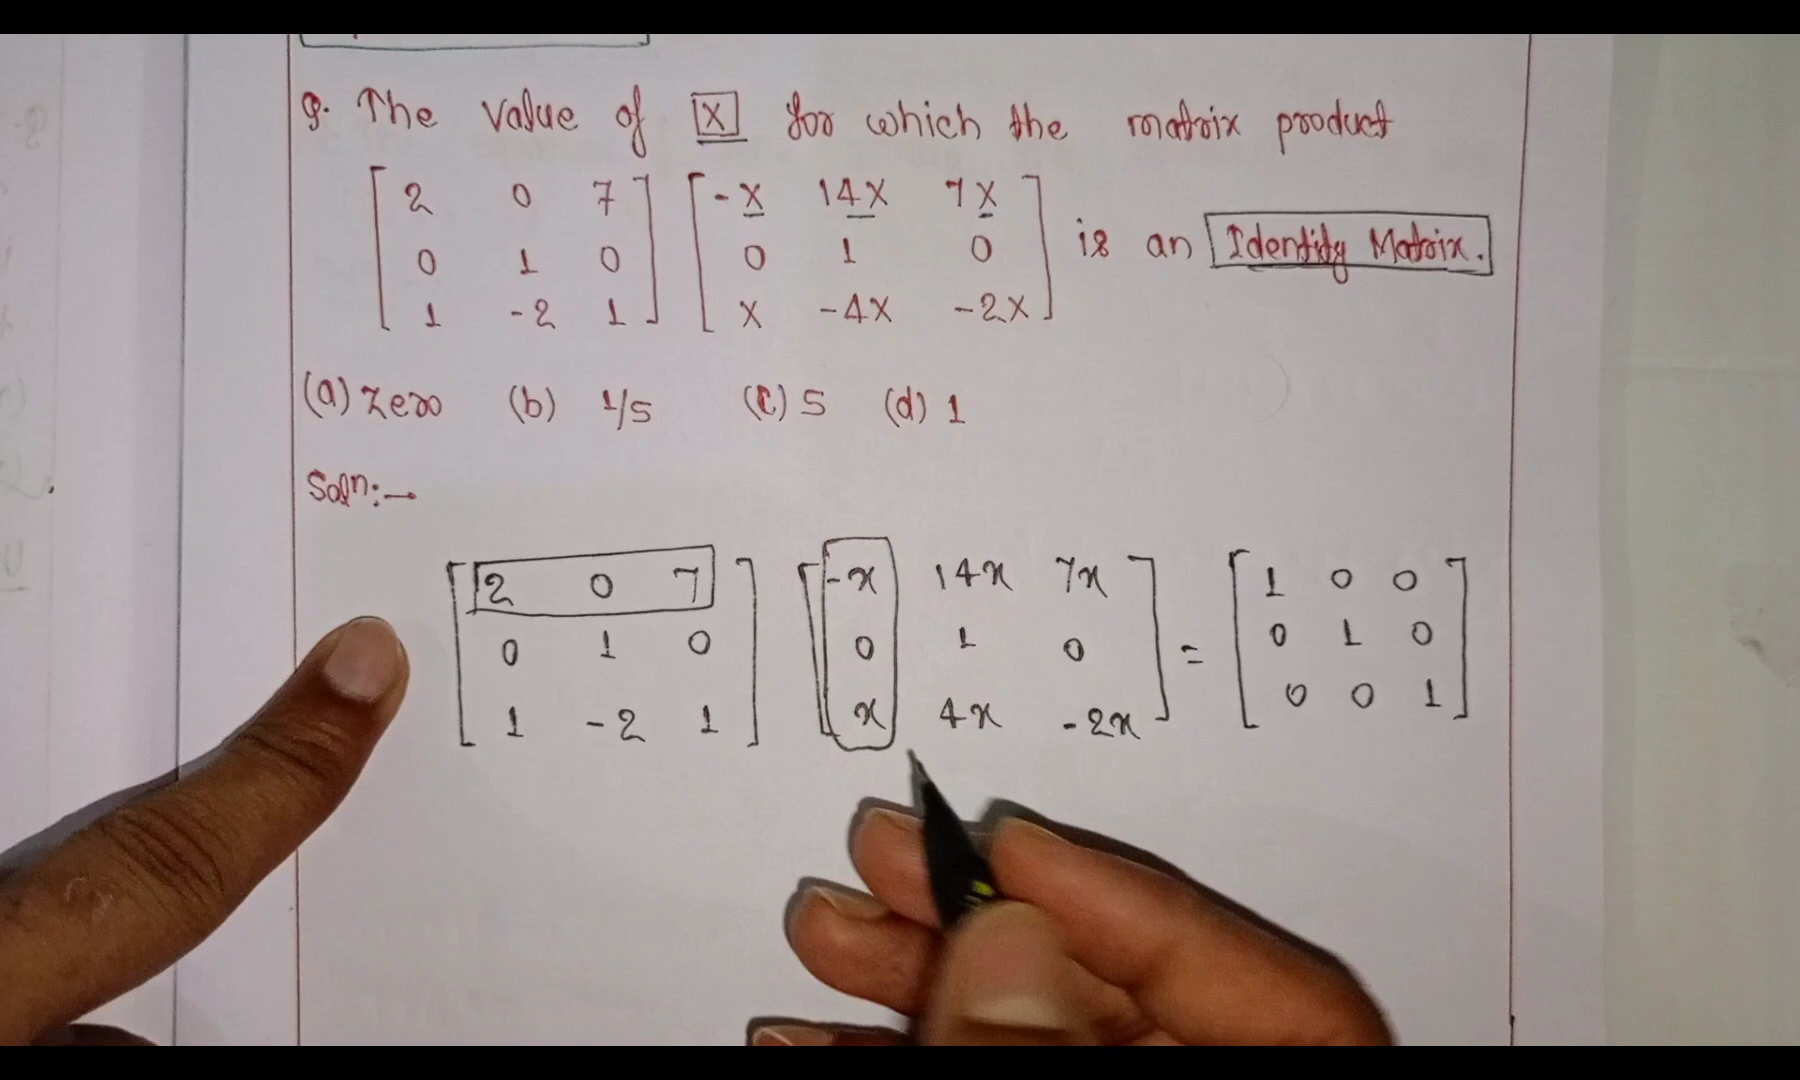 Q. The value of X for which the matrix product
[2 0 7] [-X 14X 7X]
[0 1 0] [0 1 0] is an Identity Matrix.
[1 -2 1] [X -4X -2X]
(a) Zero (b) 1/5 (c) 5 (d) 1
Soln:-
[2 0 7] [-x 14x 7x] [1 0 0]
[0 1 0] [0 1 0] = [0 1 0]
[1 -2 1] [x 4x -2x] [0 0 1]